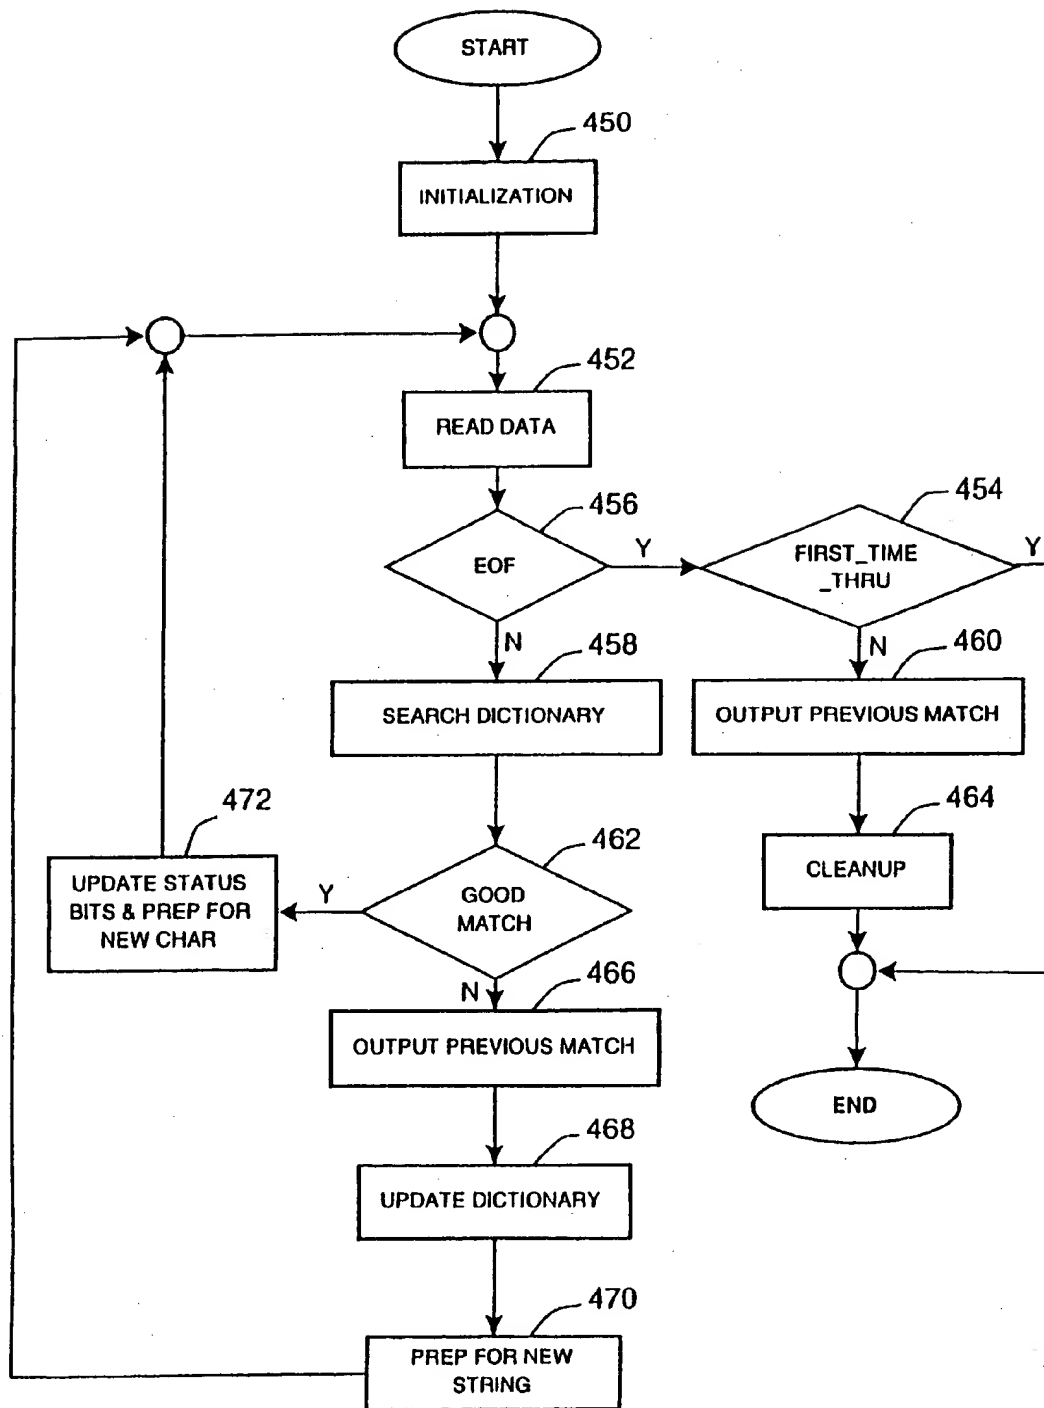 START
450
INITIALIZATION
452
READ DATA
456
EOF
Y
454
FIRST_TIME
_THRU
Y
N
458
SEARCH DICTIONARY
N
460
OUTPUT PREVIOUS MATCH
472
UPDATE STATUS
BITS & PREP FOR
NEW CHAR
Y
462
GOOD
MATCH
464
CLEANUP
N
466
OUTPUT PREVIOUS MATCH
END
468
UPDATE DICTIONARY
470
PREP FOR NEW
STRING